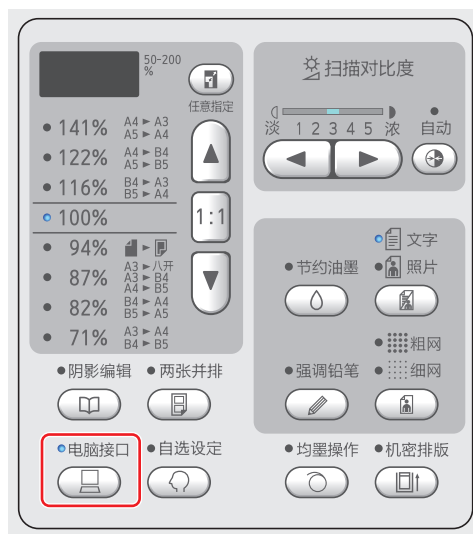 50-200
%
任意指定
141% A4 ► A3
A5 ► A4
122% A4 ► B4
A5 ► B5
116% B4 ► A3
B5 ► A4
100%
94%
87% A3 ► 八开
A3 ► B4
A4 ► B5
82% B4 ► A4
B5 ► A5
71% A3 ► A4
B4 ► B5
1:1
阴影编辑 两张并排
电脑接口 自选设定
扫描对比度
淡 1 2 3 4 5 浓 自动
文字
节约油墨 照片
粗网
强调铅笔 细网
均墨操作 机密排版